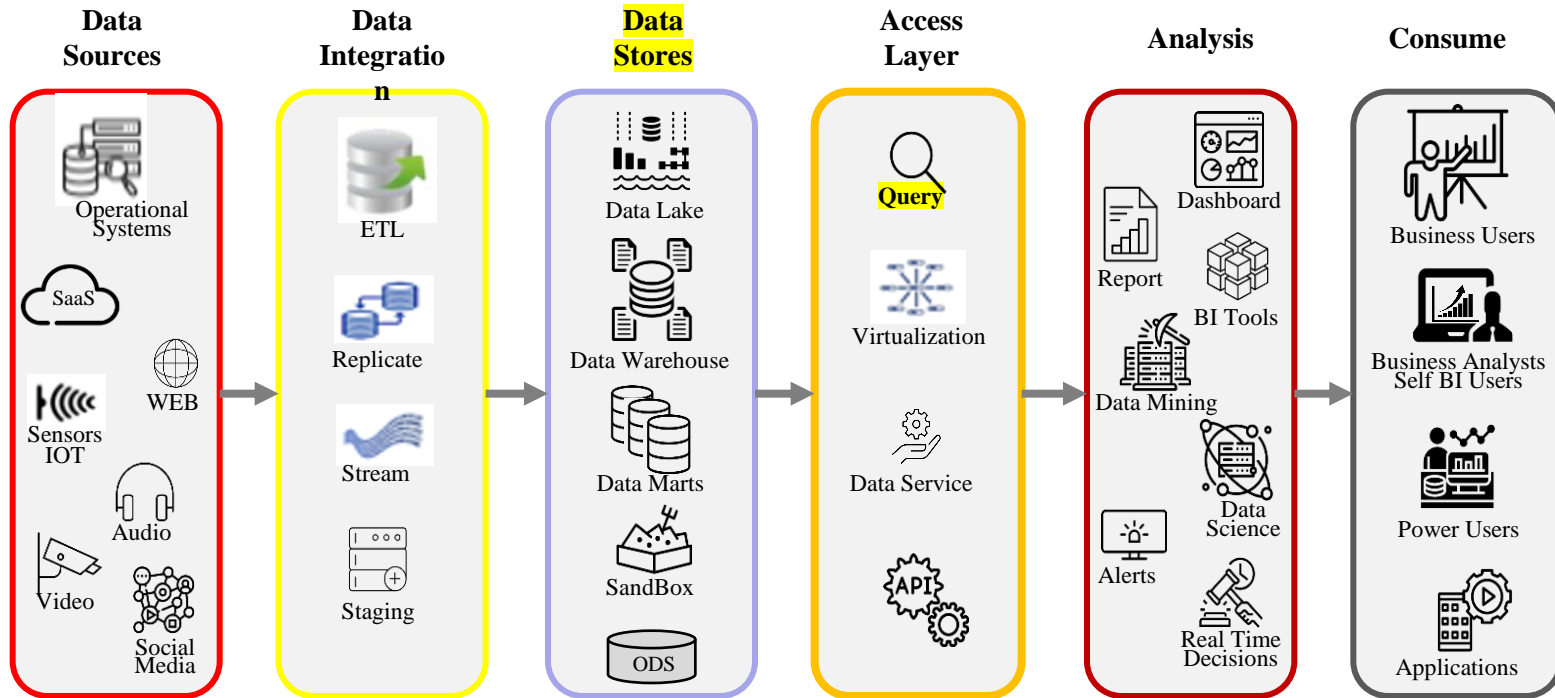 Data
Sources
Data
Integratio
n
Data
Stores
Access
Layer
Analysis
Consume
Operational
Systems
SaaS
WEB
Sensors
IOT
Audio
Video
Social
Media
ETL
Replicate
Stream
Staging
Data Lake
Data Warehouse
Data Marts
SandBox
ODS
Query
Virtualization
Data Service
API
Dashboard
Report
BI Tools
Data Mining
Data
Science
Alerts
Real Time
Decisions
Business Users
Business Analysts
Self BI Users
Power Users
Applications